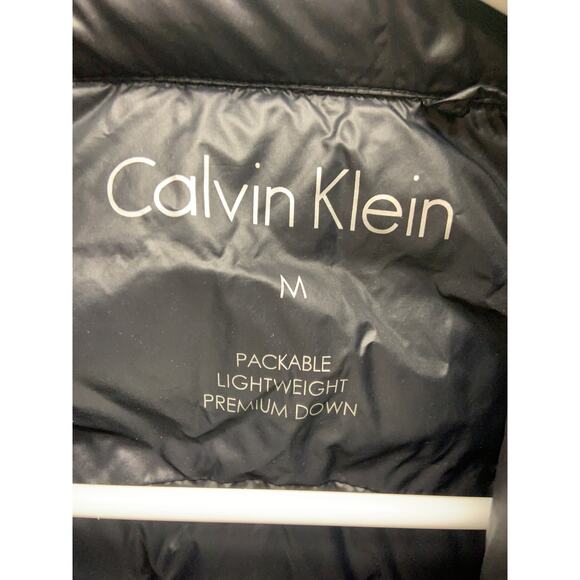 Calvin Klein
M
PACKABLE
LIGHTWEIGHT
PREMIUM DOWN